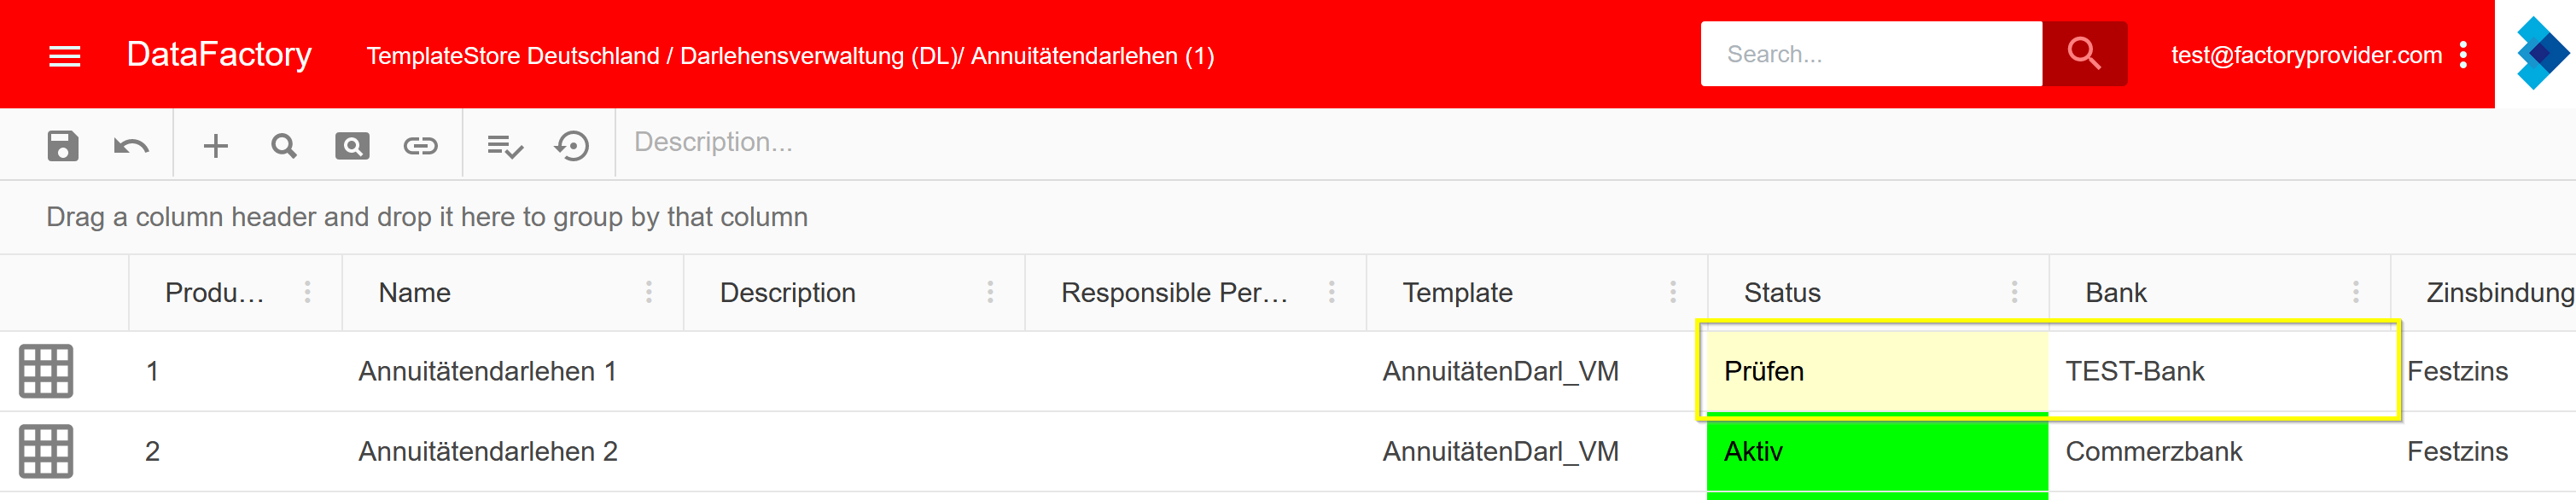 DataFactory TemplateStore Deutschland / Darlehensverwaltung (DL)/ Annuitätendarlehen (1) Search... test@factoryprovider.com
Description...
Drag a column header and drop it here to group by that column
Produ... Name Description Responsible Per... Template Status Bank Zinsbindung
1 Annuitätendarlehen 1 AnnuitätenDarl_VM Prüfen TEST-Bank Festzins
2 Annuitätendarlehen 2 AnnuitätenDarl_VM Aktiv Commerzbank Festzins